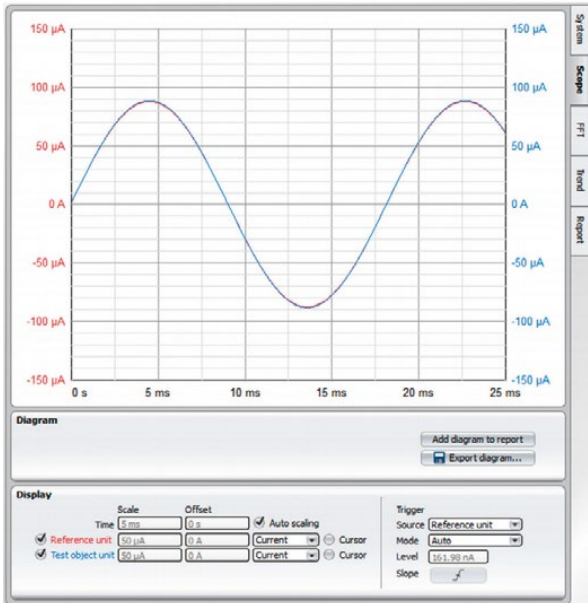 150 µA
100 µA
50 µA
0 A
-50 µA
-100 µA
-150 µA
150 µA
100 µA
50 µA
0 A
-50 µA
-100 µA
-150 µA
0 s 5 ms 10 ms 15 ms 20 ms 25 ms
System
Scope
FFT
Trend
Report
Diagram
Add diagram to report
Export diagram...
Display
Scale Offset
Time 5 ms 0 s Auto scaling
Reference unit 50 µA 0 A Current Cursor
Test object unit 50 µA 0 A Current Cursor
Trigger
Source Reference unit
Mode Auto
Level 161.98 nA
Slope